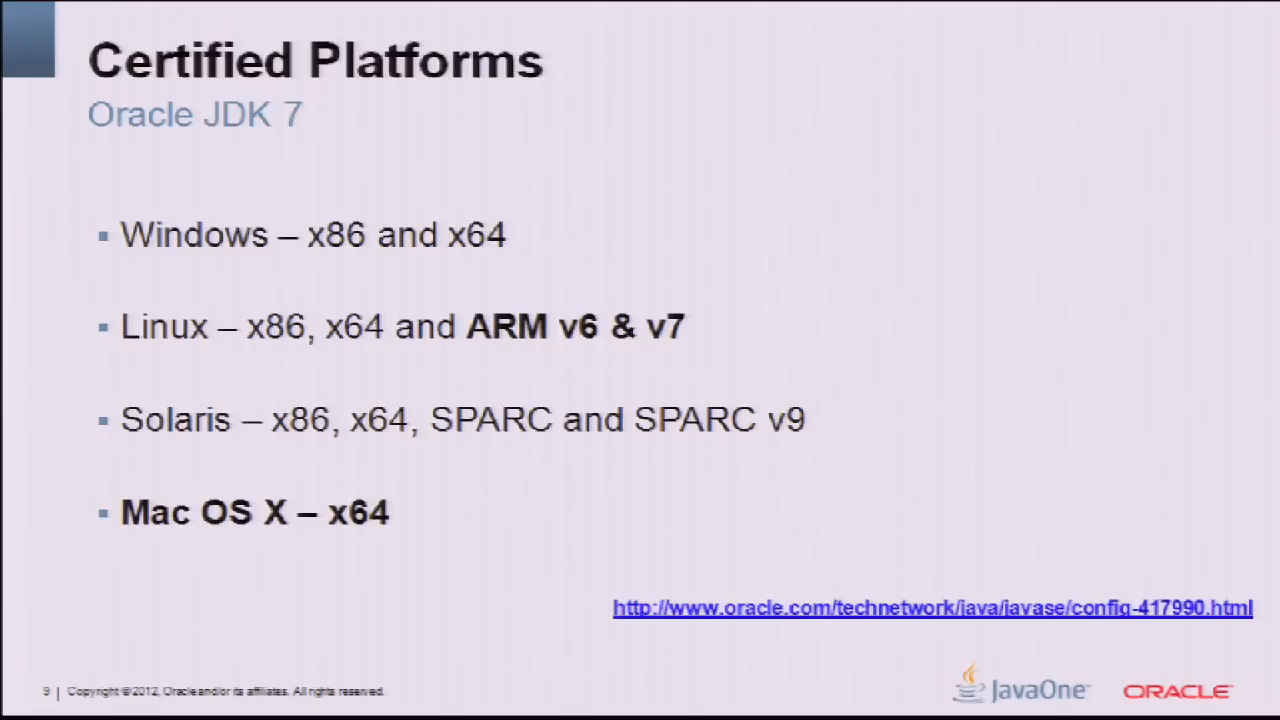 Certified Platforms
Oracle JDK 7
Windows – x86 and x64
Linux – x86, x64 and ARM v6 & v7
Solaris – x86, x64, SPARC and SPARC v9
Mac OS X – x64
http://www.oracle.com/technetwork/java/javase/config-417990.html
9 | Copyright © 2012, Oracle and/or its affiliates. All rights reserved.
JavaOne™
ORACLE